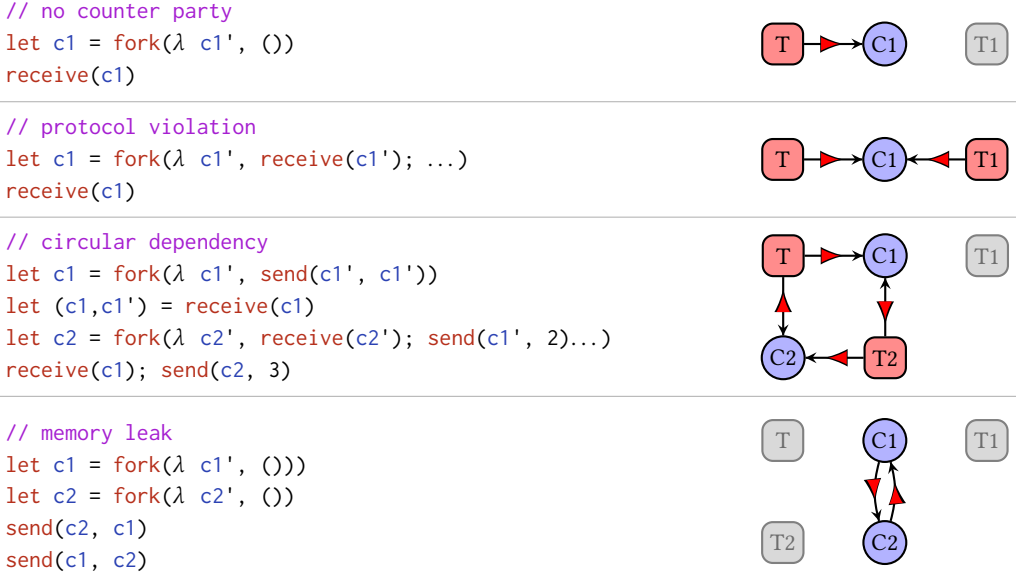 // no counter party
let c1 = fork(λ c1', ())
receive(c1)
T C1 T1
// protocol violation
let c1 = fork(λ c1', receive(c1'); ...)
receive(c1)
T C1 T1
// circular dependency
let c1 = fork(λ c1', send(c1', c1'))
let (c1,c1') = receive(c1)
let c2 = fork(λ c2', receive(c2'); send(c1', 2)...)
receive(c1); send(c2, 3)
T C1 T1
C2 T2
// memory leak
let c1 = fork(λ c1', ()))
let c2 = fork(λ c2', ())
send(c2, c1)
send(c1, c2)
T C1 T1
T2 C2